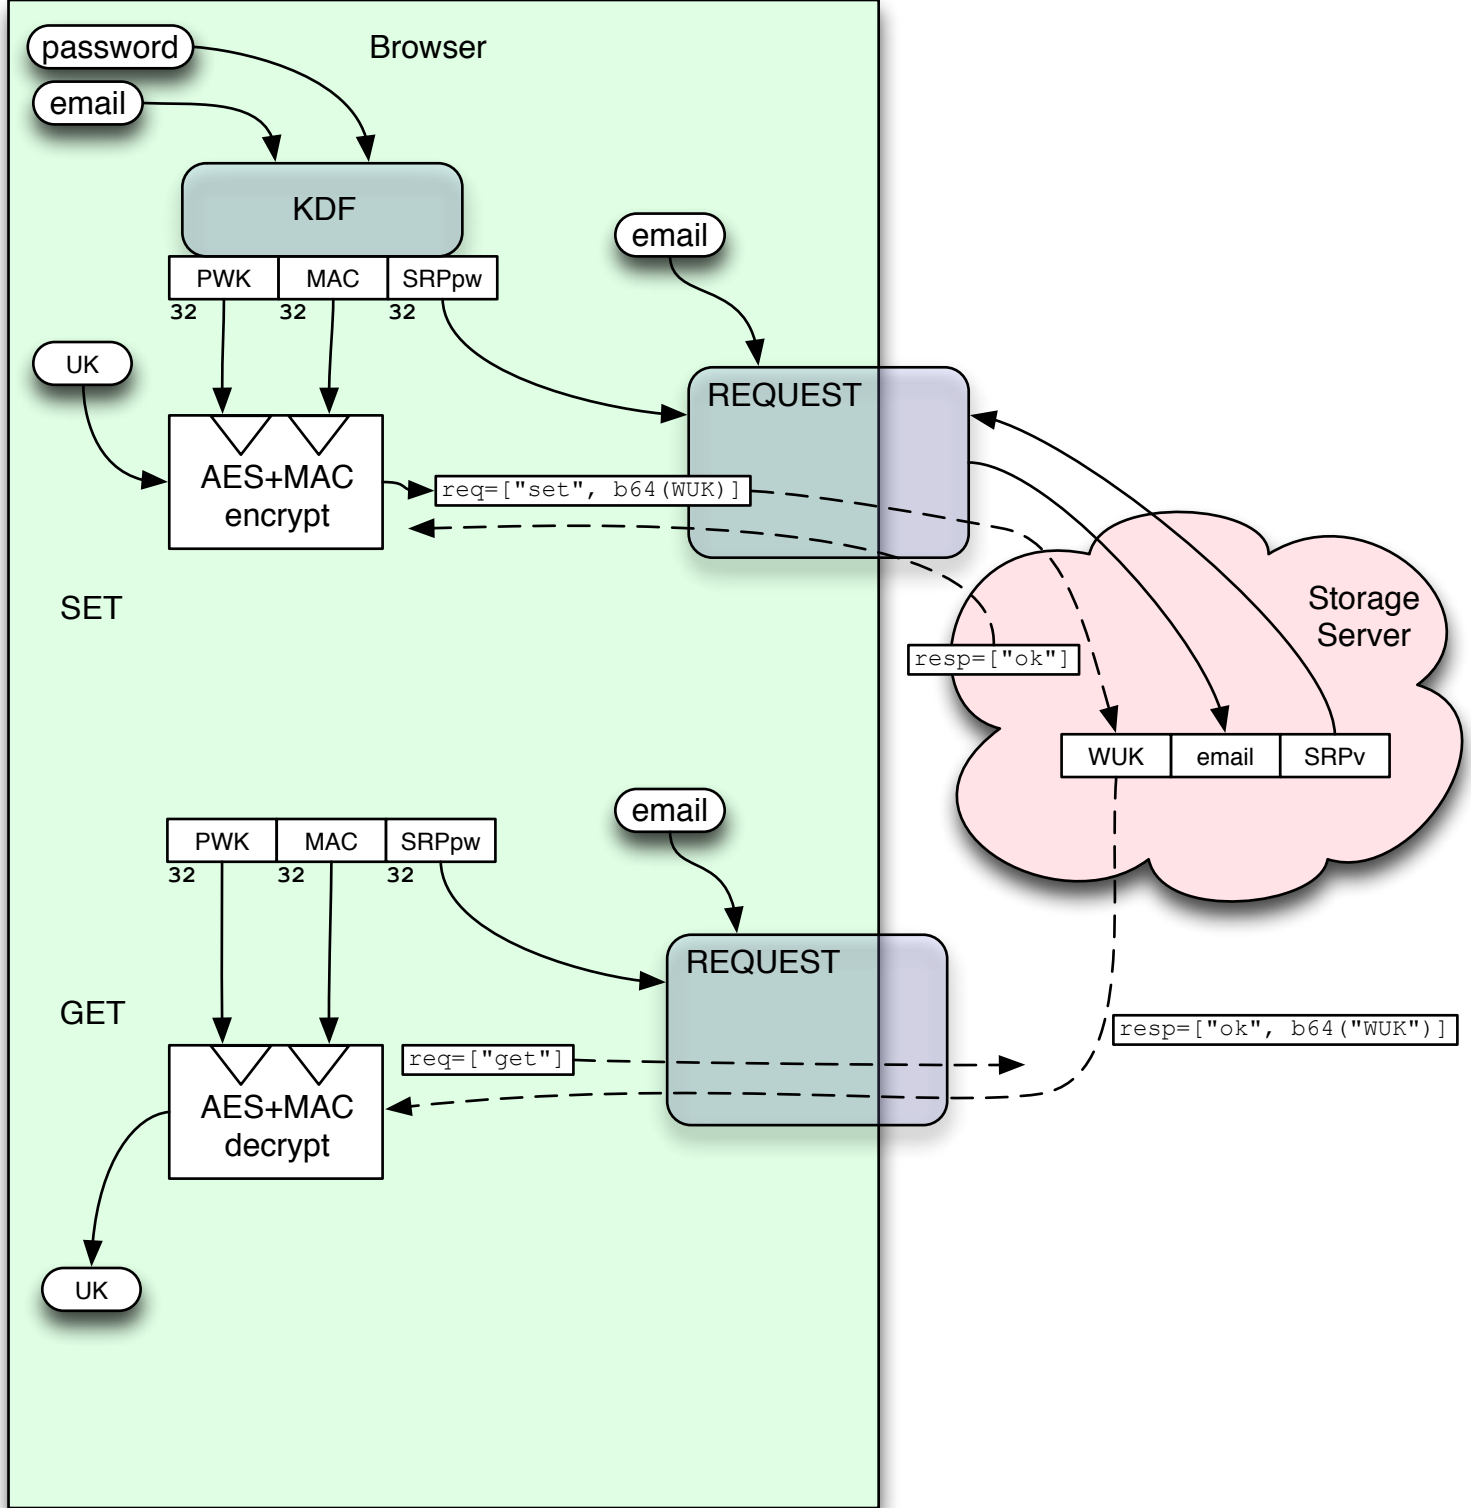 password
Browser
email
KDF
email
PWK MAC SRPpw
32 32 32
UK
REQUEST
AES+MAC
encrypt
req=["set", b64(WUK)]
SET
Storage
Server
resp=["ok"]
WUK email SRPv
email
PWK MAC SRPpw
32 32 32
REQUEST
GET
resp=["ok", b64("WUK")]
req=["get"]
AES+MAC
decrypt
UK